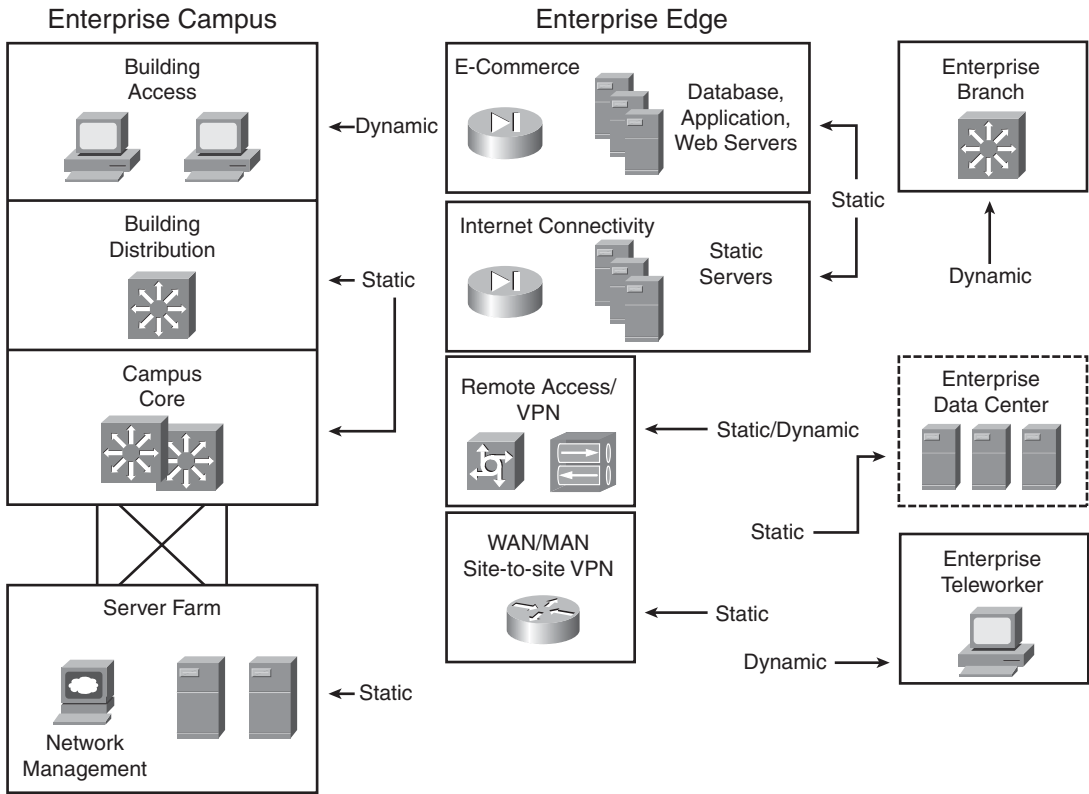 Enterprise Campus
Building
Access
Dynamic
Building
Distribution
Static
Campus
Core
Server Farm
Network
Management
Static
Enterprise Edge
E-Commerce
Database,
Application,
Web Servers
Static
Internet Connectivity
Static
Servers
Remote Access/
VPN
Static/Dynamic
WAN/MAN
Site-to-site VPN
Static
Enterprise
Branch
Dynamic
Enterprise
Data Center
Static
Enterprise
Teleworker
Dynamic